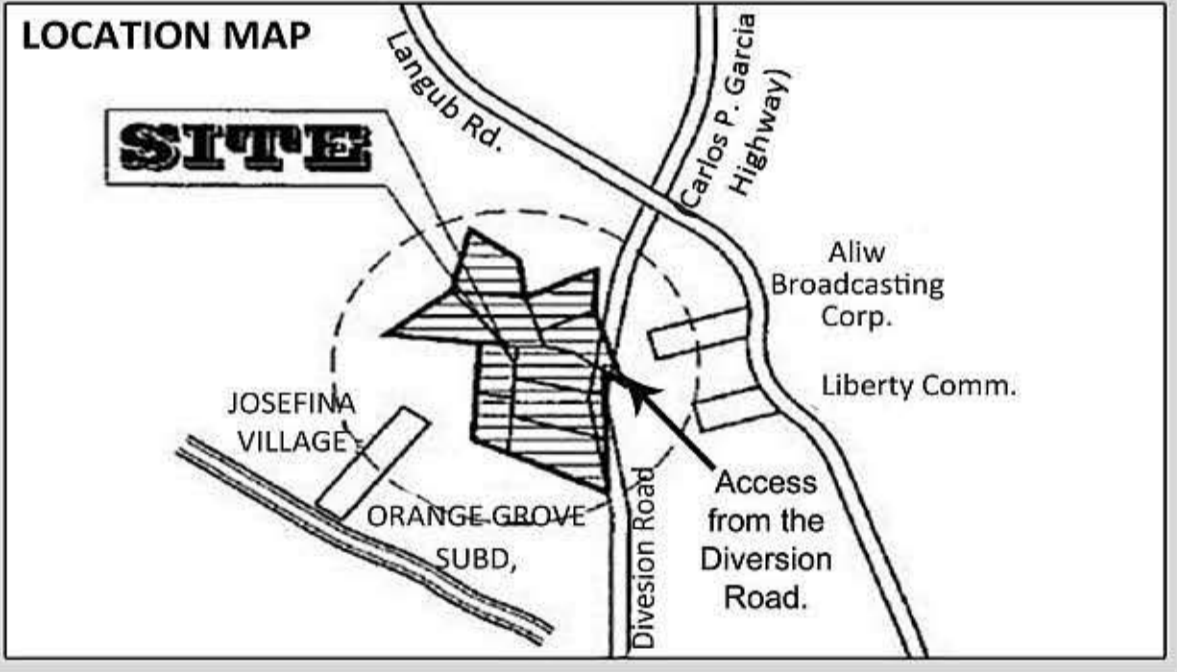 LOCATION MAP
SITE
Langub Rd.
Carlos P. Garcia
Highway)
Aliw
Broadcasting
Corp.
Liberty Comm.
JOSEFINA
VILLAGE
ORANGE GROVE
SUBD,
Divesion Road
Access
from the
Diversion
Road.